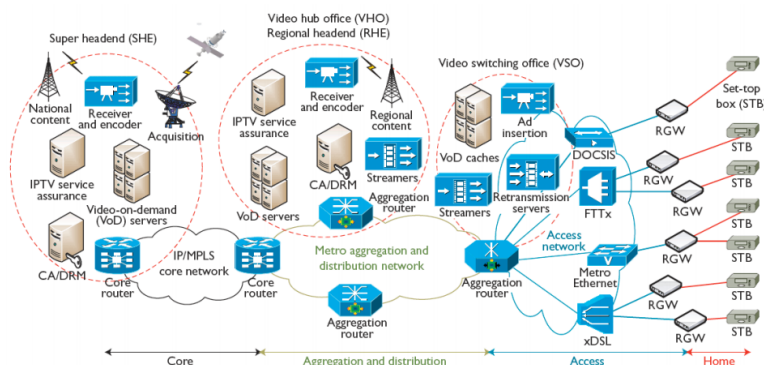 Super headend (SHE)
National
content
Receiver
and encoder
Acquisition
IPTV service
assurance
Video-on-demand
(VoD) servers
CA/DRM
Core
router
IP/MPLS
core network
Core
router
Video hub office (VHO)
Regional headend (RHE)
IPTV service
assurance
Receiver
and encoder
Regional
content
CA/DRM
Streamers
VoD servers
Aggregation
router
Metro aggregation and
distribution network
Aggregation
router
Video switching office (VSO)
VoD caches
Ad
insertion
Streamers
Retransmission
servers
Aggregation
router
Access
network
DOCSIS
FTTx
Metro
Ethernet
xDSL
RGW
RGW
RGW
RGW
RGW
RGW
Set-top
box (STB
STB
STB
STB
STB
STB
STB
Core
Aggregation and distribution
Access
Home